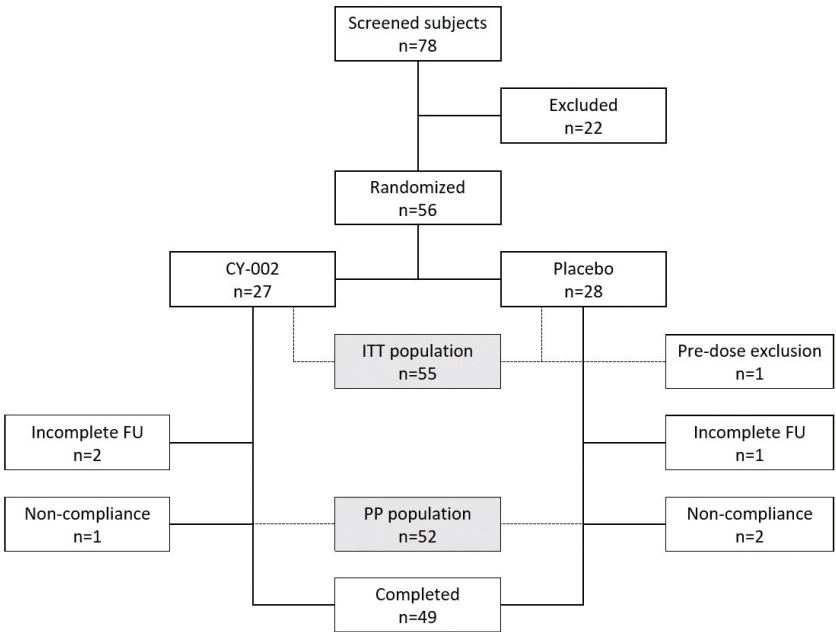 Screened subjects
n=78
Excluded
n=22
Randomized
n=56
CY-002
n=27
Placebo
n=28
ITT population
n=55
Pre-dose exclusion
n=1
Incomplete FU
n=2
Incomplete FU
n=1
Non-compliance
n=1
PP population
n=52
Non-compliance
n=2
Completed
n=49